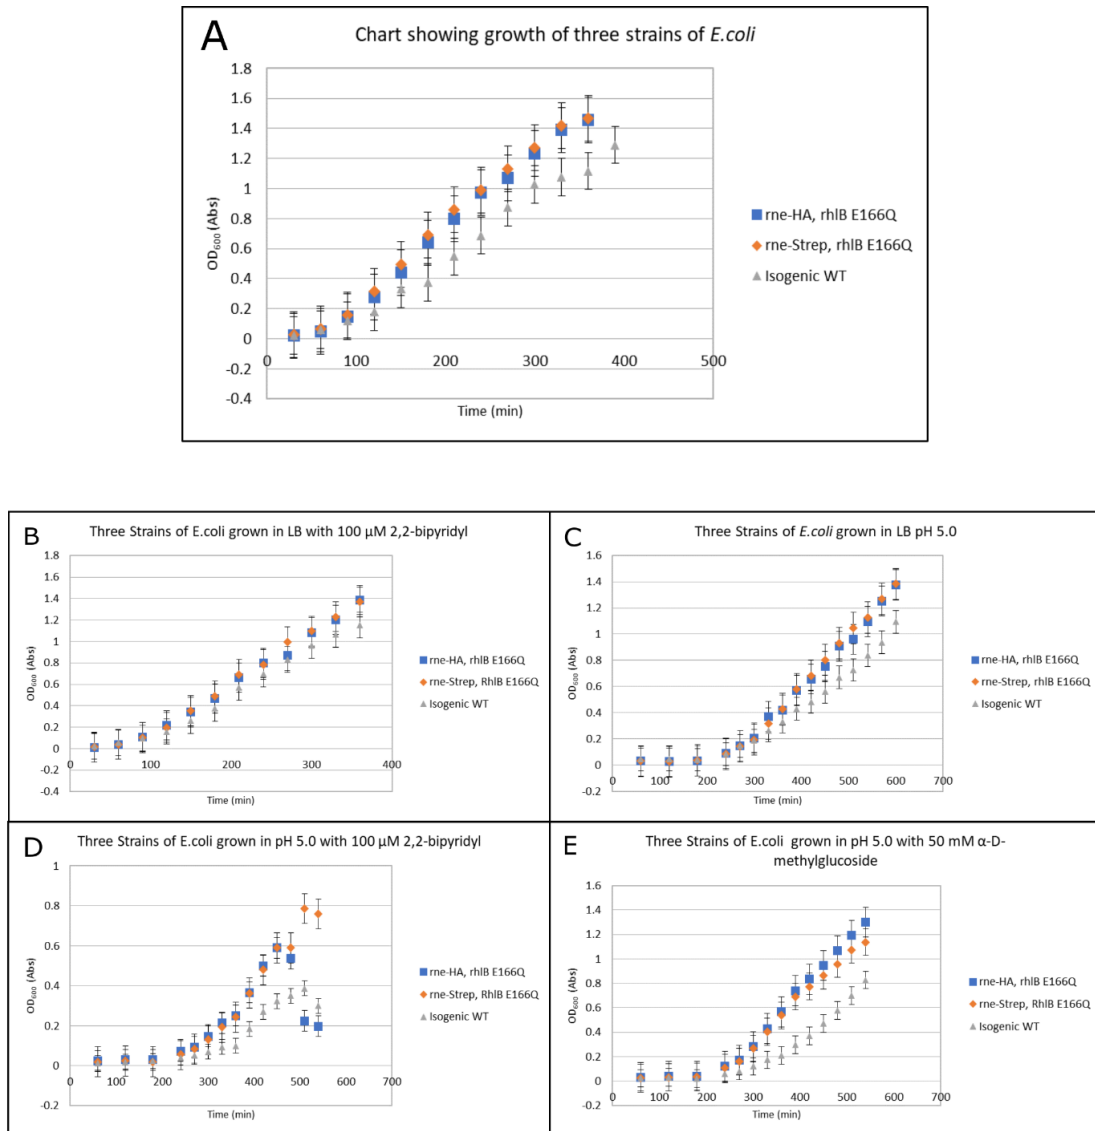 A
Chart showing growth of three strains of E.coli
1.8
1.6
1.4
1.2
1
0.8
0.6
0.4
0.2
0
-0.2
-0.4
0 100 200 300 400 500
OD600 (Abs)
Time (min)
rne-HA, rhlB E166Q
rne-Strep, rhlB E166Q
Isogenic WT
B
Three Strains of E.coli grown in LB with 100 µM 2,2-bipyridyl
1.8
1.6
1.4
1.2
1
0.8
0.6
0.4
0.2
0
-0.2
-0.4
0 100 200 300 400
OD600 (Abs)
Time (min)
rne-HA, rhlB E166Q
rne-Strep, RhlB E166Q
Isogenic WT
C
Three Strains of E.coli grown in LB pH 5.0
1.6
1.4
1.2
1
0.8
0.6
0.4
0.2
0
-0.2
0 100 200 300 400 500 600 700
OD600 (Abs)
Time (min)
rne-HA, rhlB E166Q
rne-Strep, RhlB E166Q
Isogenic WT
D
Three Strains of E.coli grown in pH 5.0 with 100 µM 2,2-bipyridyl
1
0.8
0.6
0.4
0.2
0
-0.2
0 100 200 300 400 500 600 700
OD600 (Abs)
Time (min)
rne-HA, rhlB E166Q
rne-Strep, RhlB E166Q
Isogenic WT
E
Three Strains of E.coli grown in pH 5.0 with 50 mM α-D-
methylglucoside
1.6
1.4
1.2
1
0.8
0.6
0.4
0.2
0
-0.2
0 100 200 300 400 500 600 700
OD600 (Abs)
Time (min)
rne-HA, rhlB E166Q
rne-Strep, RhlB E166Q
Isogenic WT